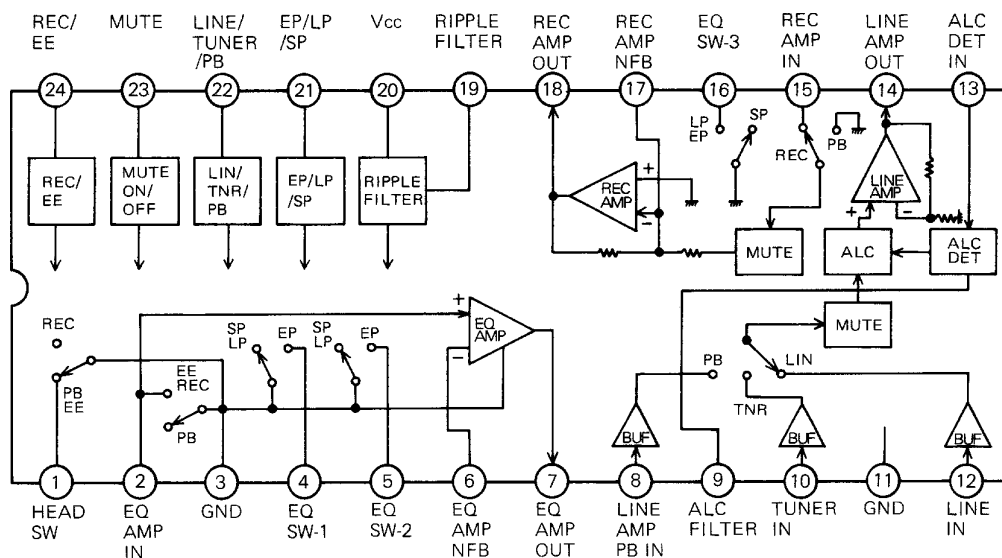 REC/
EE
MUTE
LINE/
TUNER
/PB
EP/LP
/SP
Vcc
RIPPLE
FILTER
REC
AMP
OUT
REC
AMP
NFB
EQ
SW-3
REC
AMP
IN
LINE
AMP
OUT
ALC
DET
IN
24
23
22
21
20
19
18
17
16
15
14
13
REC/
EE
MUTE
ON/
OFF
LIN/
TNR/
PB
EP/LP
/SP
RIPPLE
FILTER
REC
AMP
+
−
LP
EP
SP
REC
PB
LINE
AMP
+
−
MUTE
ALC
ALC
DET
MUTE
REC
PB
EE
EE
REC
PB
SP
LP
EP
SP
LP
EP
+
−
EQ
AMP
PB
TNR
LIN
BUF
BUF
BUF
1
2
3
4
5
6
7
8
9
10
11
12
HEAD
SW
EQ
AMP
IN
GND
EQ
SW-1
EQ
SW-2
EQ
AMP
NFB
EQ
AMP
OUT
LINE
AMP
PB IN
ALC
FILTER
TUNER
IN
GND
LINE IN